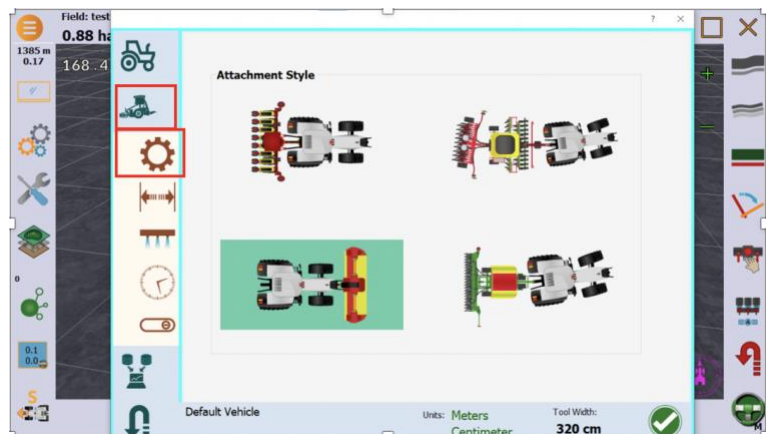 Field: test
0.88 ha
1385 m
0.17
168.4
? ×
Attachment Style
+
−
0
0.1
0.0
S
Default Vehicle
Units: Meters
Centimeter
Tool Width:
320 cm
M